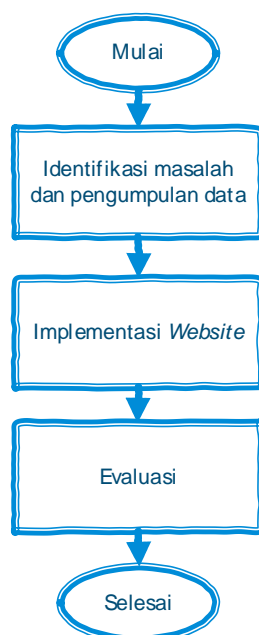 Mulai
Identifikasi masalah
dan pengumpulan data
Implementasi Website
Evaluasi
Selesai